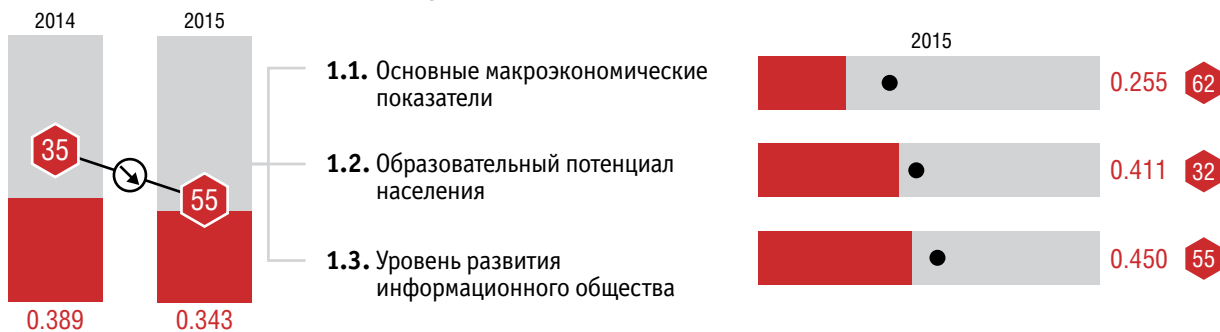 2014
2015
35
55
0.389
0.343
1.1. Основные макроэкономические
показатели
1.2. Образовательный потенциал
населения
1.3. Уровень развития
информационного общества
2015
0.255
62
0.411
32
0.450
55